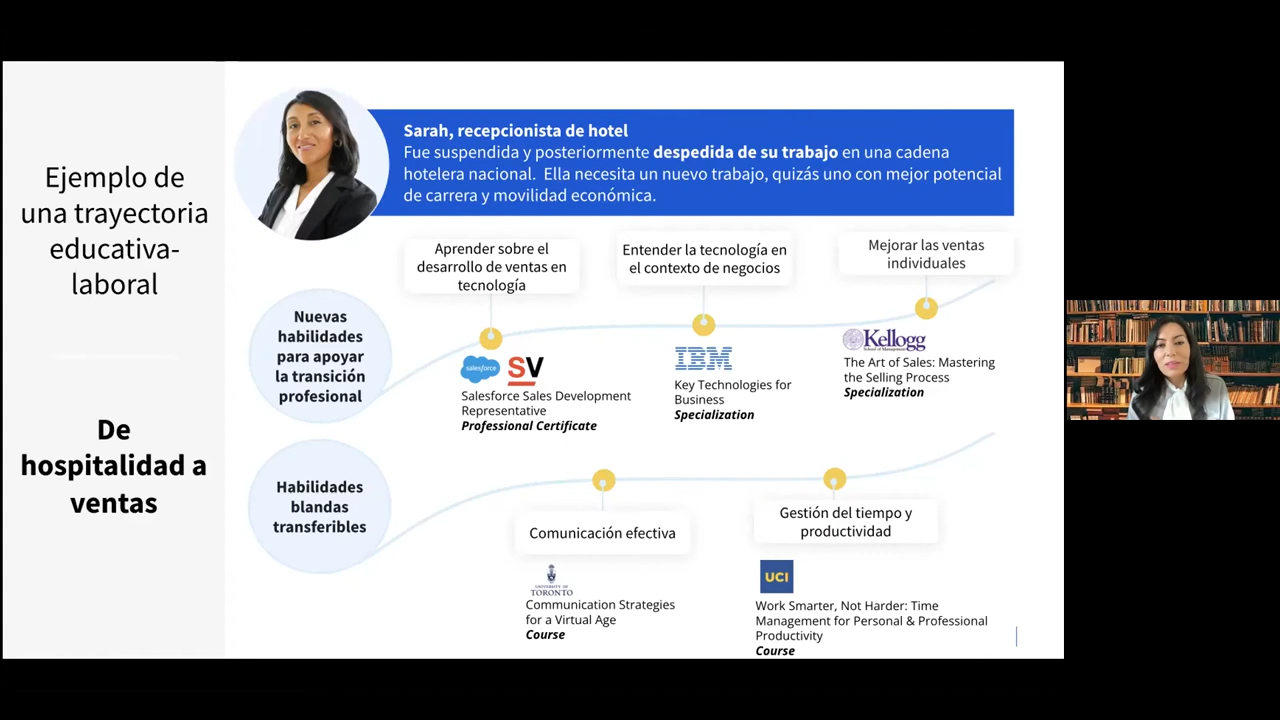 Ejemplo de
una trayectoria
educativa-
laboral
De
hospitalidad a
ventas
Sarah, recepcionista de hotel
Fue suspendida y posteriormente despedida de su trabajo en una cadena
hotelera nacional.  Ella necesita un nuevo trabajo, quizás uno con mejor potencial
de carrera y movilidad económica.
Nuevas
habilidades
para apoyar
la transición
profesional
Aprender sobre el
desarrollo de ventas en
tecnología
salesforce
SV
Salesforce Sales Development
Representative
Professional Certificate
Entender la tecnología en
el contexto de negocios
IBM
Key Technologies for
Business
Specialization
Mejorar las ventas
individuales
Kellogg
School of Management
The Art of Sales: Mastering
the Selling Process
Specialization
Habilidades
blandas
transferibles
Comunicación efectiva
UNIVERSITY OF
TORONTO
Communication Strategies
for a Virtual Age
Course
Gestión del tiempo y
productividad
UCI
Work Smarter, Not Harder: Time
Management for Personal & Professional
Productivity
Course